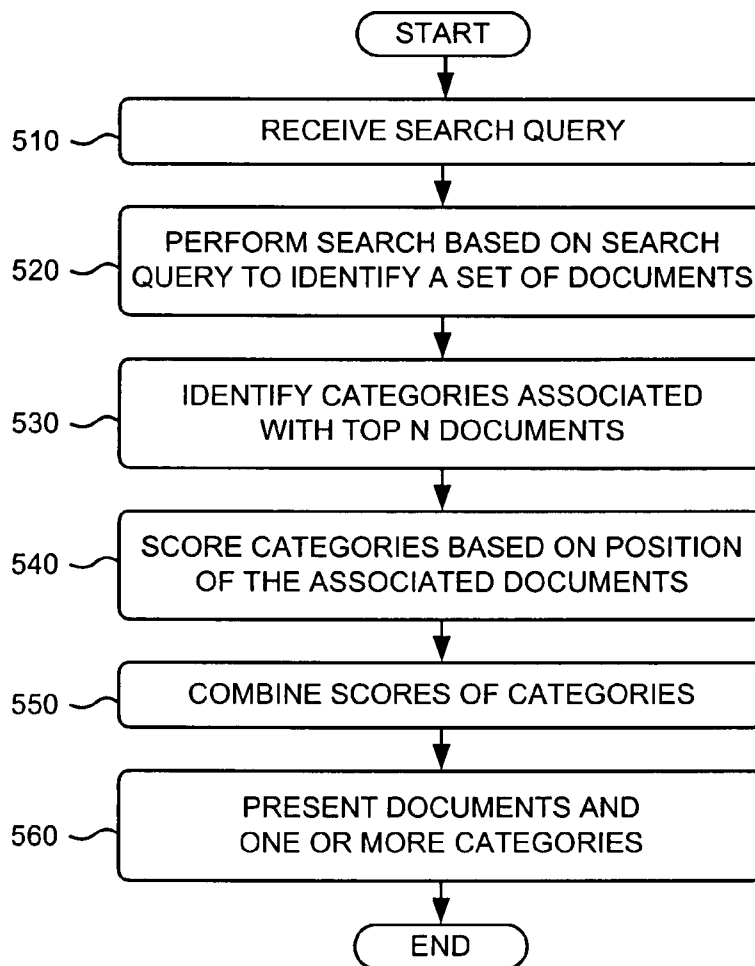 START
510
RECEIVE SEARCH QUERY
520
PERFORM SEARCH BASED ON SEARCH
QUERY TO IDENTIFY A SET OF DOCUMENTS
530
IDENTIFY CATEGORIES ASSOCIATED
WITH TOP N DOCUMENTS
540
SCORE CATEGORIES BASED ON POSITION
OF THE ASSOCIATED DOCUMENTS
550
COMBINE SCORES OF CATEGORIES
560
PRESENT DOCUMENTS AND
ONE OR MORE CATEGORIES
END